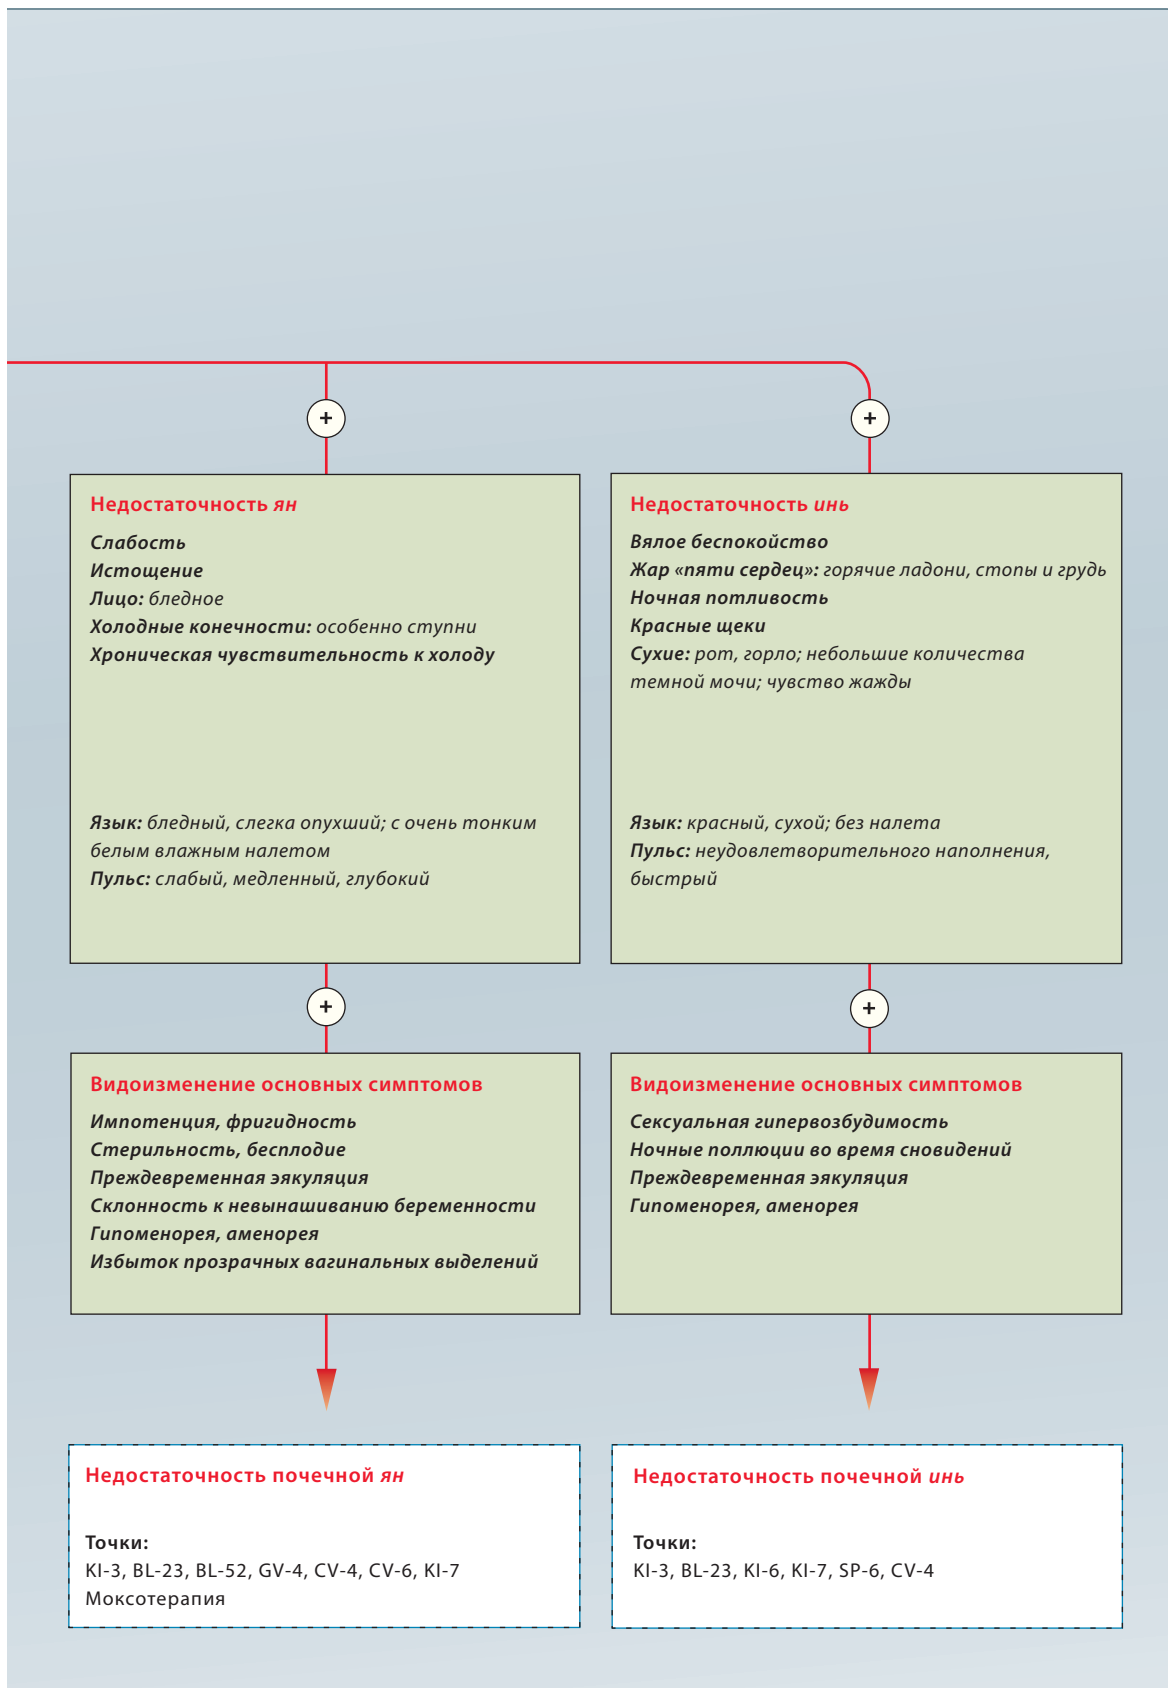 +
+
Недостаточность ян
Слабость
Истощение
Лицо: бледное
Холодные конечности: особенно ступни
Хроническая чувствительность к холоду
Язык: бледный, слегка опухший; с очень тонким
белым влажным налетом
Пульс: слабый, медленный, глубокий
Недостаточность инь
Вялое беспокойство
Жар «пяти сердец»: горячие ладони, стопы и грудь
Ночная потливость
Красные щеки
Сухие: рот, горло; небольшие количества
темной мочи; чувство жажды
Язык: красный, сухой; без налета
Пульс: неудовлетворительного наполнения,
быстрый
+
+
Видоизменение основных симптомов
Импотенция, фригидность
Стерильность, бесплодие
Преждевременная эякуляция
Склонность к невынашиванию беременности
Гипоменорея, аменорея
Избыток прозрачных вагинальных выделений
Видоизменение основных симптомов
Сексуальная гипервозбудимость
Ночные поллюции во время сновидений
Преждевременная эякуляция
Гипоменорея, аменорея
Недостаточность почечной ян
Точки:
KI-3, BL-23, BL-52, GV-4, CV-4, CV-6, KI-7
Моксотерапия
Недостаточность почечной инь
Точки:
KI-3, BL-23, KI-6, KI-7, SP-6, CV-4